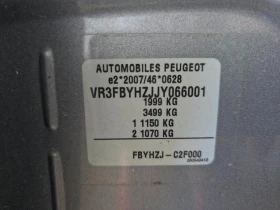 AUTOMOBILES PEUGEOT
e2*2007/46*0628
VR3FBYHZJJY066001
1999 KG
3499 KG
1 1150 KG
2 1070 KG
FBYHZJ-C2F000